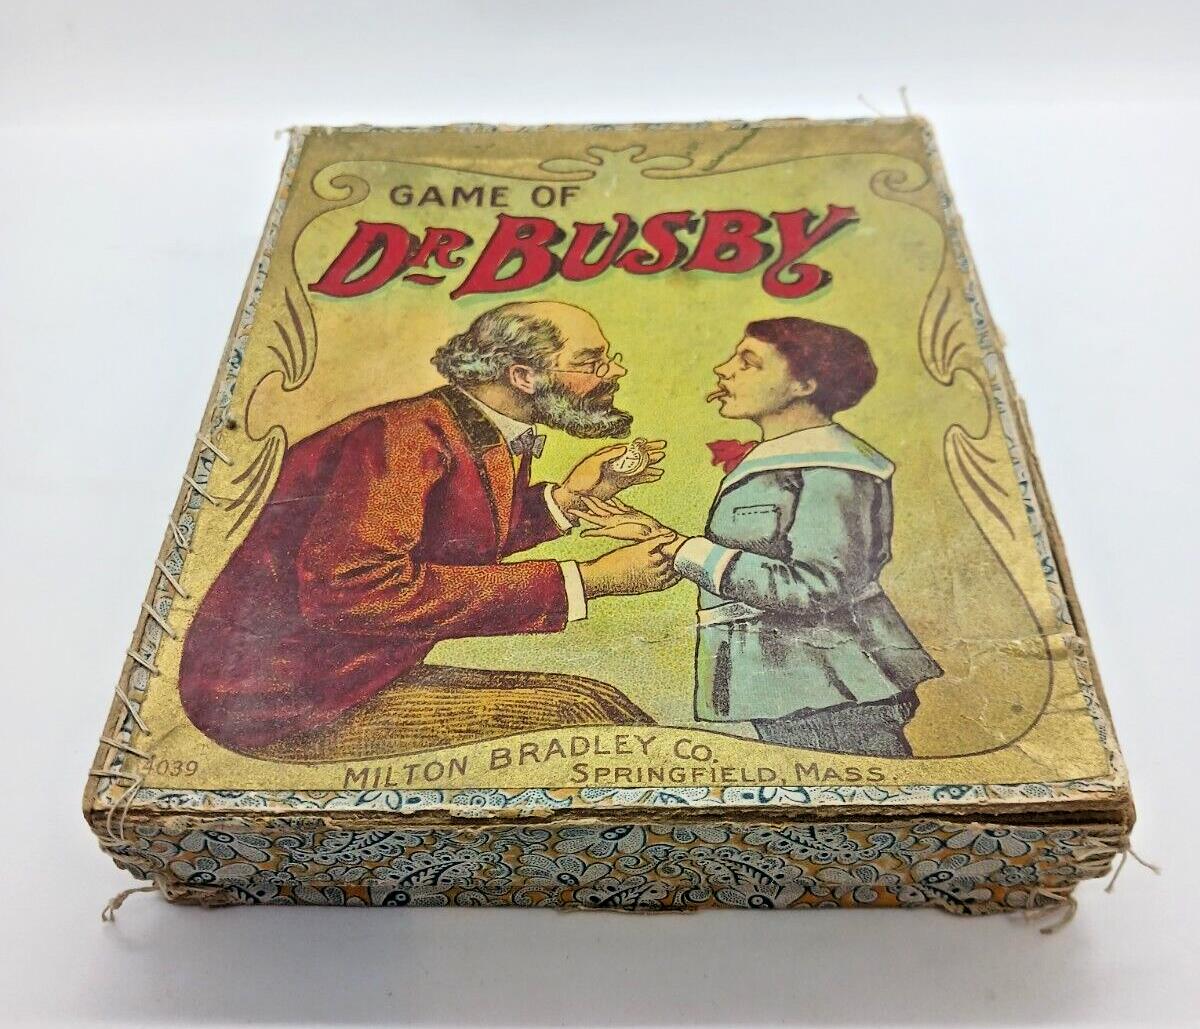 GAME OF
DR BUSBY
4039
MILTON BRADLEY CO.
SPRINGFIELD, MASS.